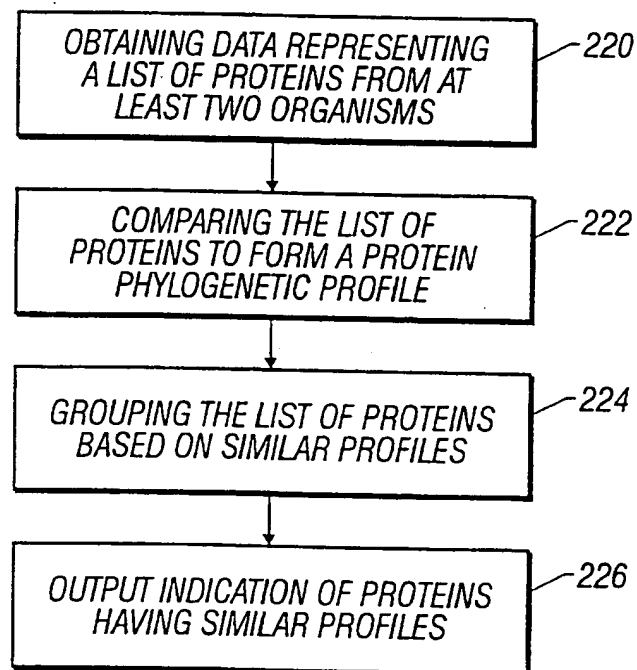 OBTAINING DATA REPRESENTING
A LIST OF PROTEINS FROM AT
LEAST TWO ORGANISMS
220
COMPARING THE LIST OF
PROTEINS TO FORM A PROTEIN
PHYLOGENETIC PROFILE
222
GROUPING THE LIST OF PROTEINS
BASED ON SIMILAR PROFILES
224
OUTPUT INDICATION OF PROTEINS
HAVING SIMILAR PROFILES
226